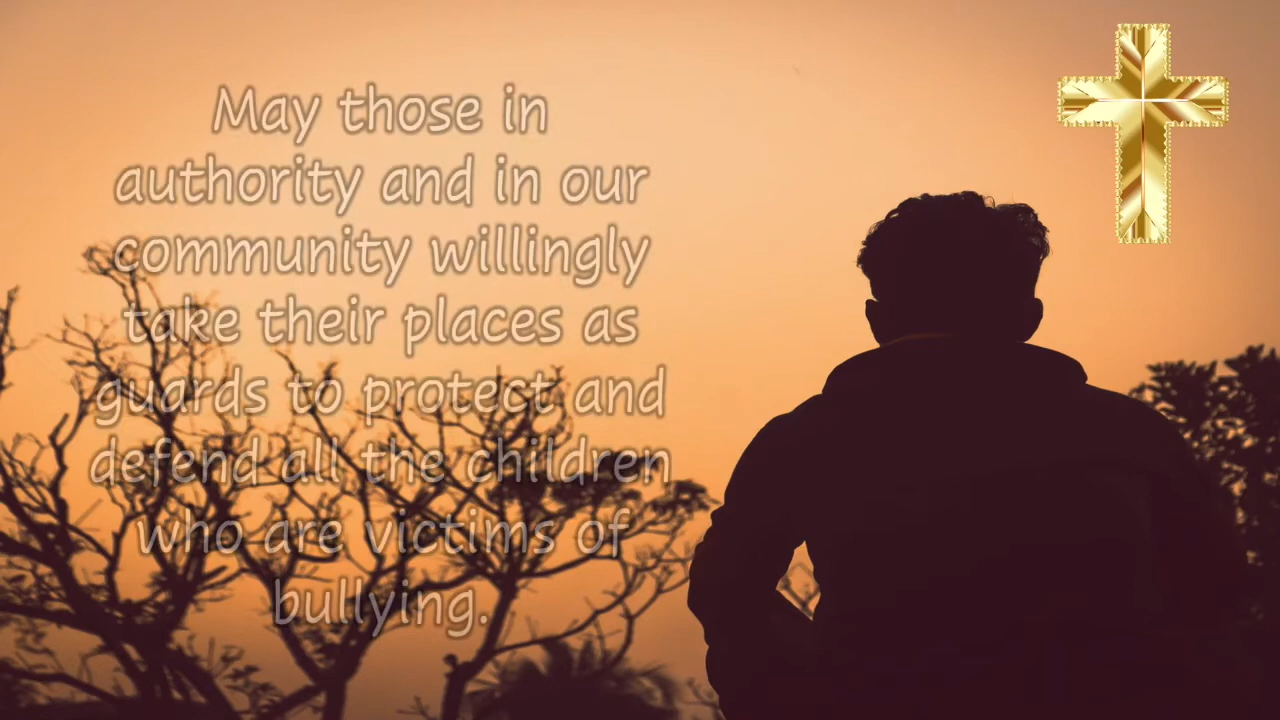 May those in
authority and in our
community willingly
take their places as
guards to protect and
defend all the children
who are victims of
bullying.